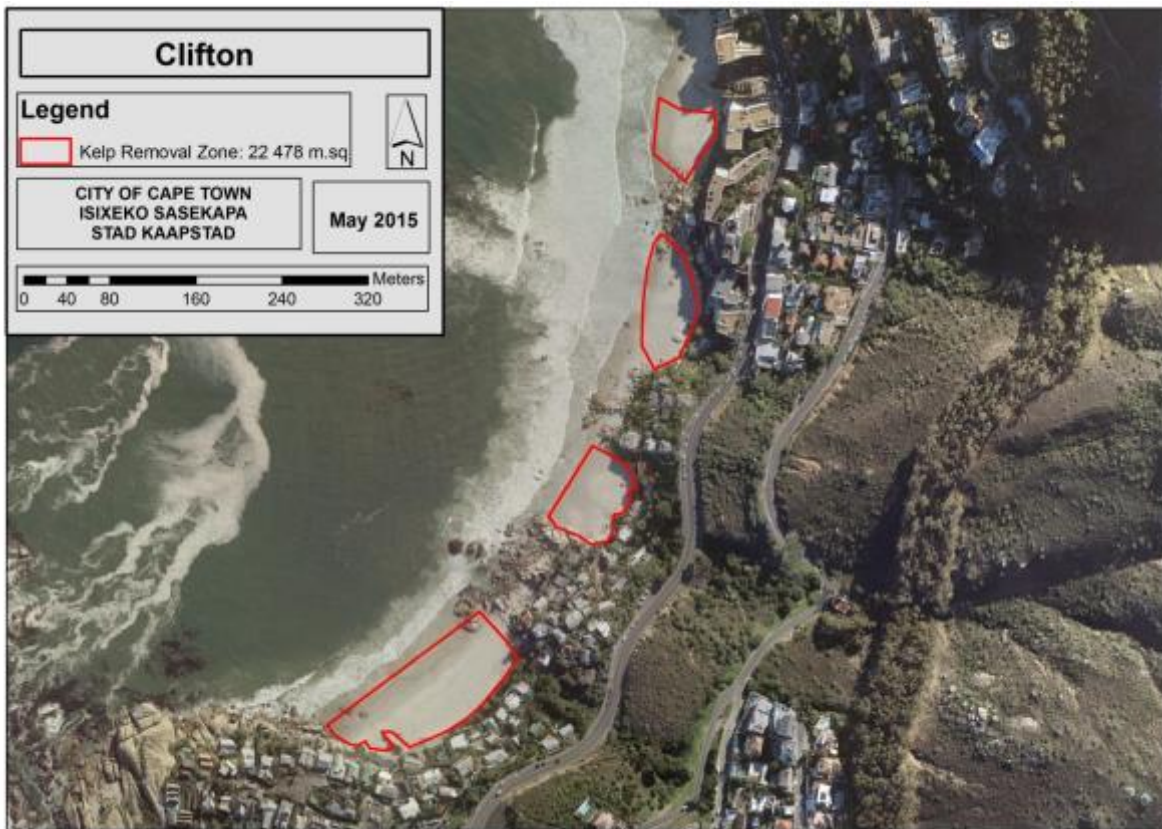 Clifton
Legend
Kelp Removal Zone: 22 478 m.sq
N
CITY OF CAPE TOWN
ISIXEKO SASEKAPA
STAD KAAPSTAD
May 2015
Meters
0 40 80 160 240 320